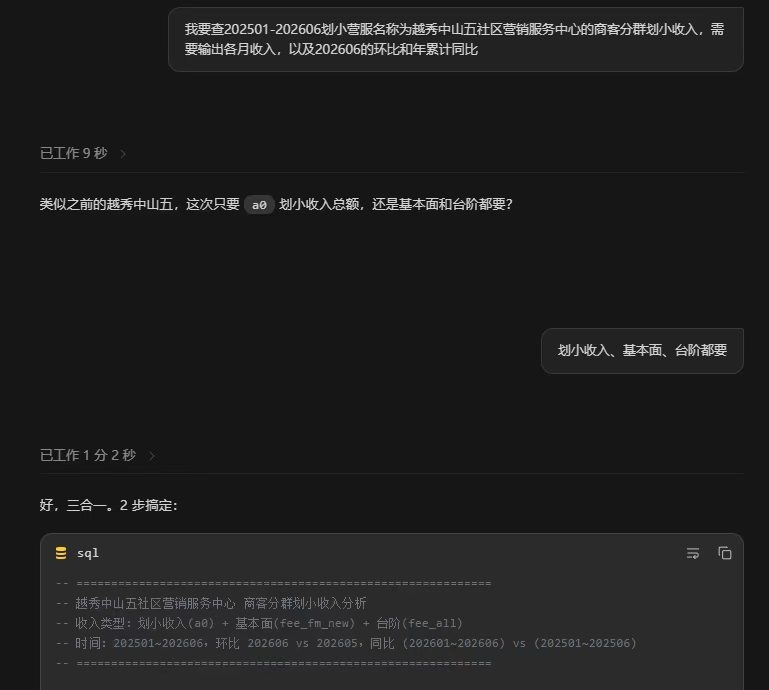 我要查202501-202606划小营服名称为越秀中山五社区营销服务中心的商客分群划小收入，需
要输出各月收入，以及202606的环比和年累计同比
已工作 9 秒
类似之前的越秀中山五，这次只要 a0 划小收入总额，还是基本面和台阶都要？
划小收入、基本面、台阶都要
已工作 1 分 2 秒
好，三合一。2 步搞定：
sql
-- ============================================================
-- 越秀中山五社区营销服务中心 商客分群划小收入分析
-- 收入类型：划小收入(a0) + 基本面(fee_fm_new) + 台阶(fee_all)
-- 时间：202501~202606，环比 202606 vs 202605，同比 (202601~202606) vs (202501~202506)
-- ============================================================